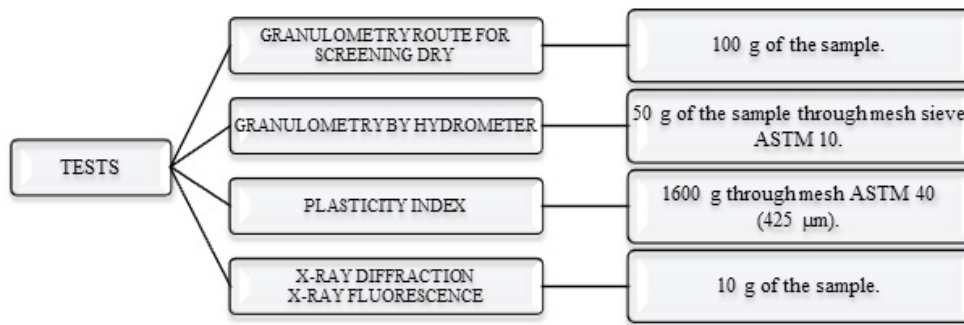 TESTS
GRANULOMETRY ROUTE FOR
SCREENING DRY
100 g of the sample.
GRANULOMETRY BY HYDROMETER
50 g of the sample through mesh sieve
ASTM 10.
PLASTICITY INDEX
1600 g through mesh ASTM 40
(425 μm).
X-RAY DIFFRACTION
X-RAY FLUORESCENCE
10 g of the sample.